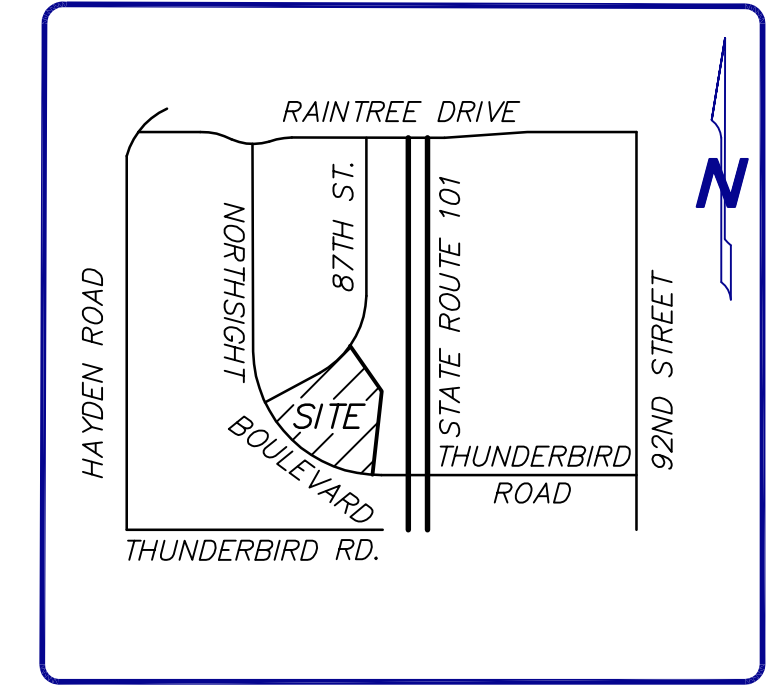 RAINTREE DRIVE
N
87TH ST.
NORTHSIGHT
BOULEVARD
STATE ROUTE 101
HAYDEN ROAD
92ND STREET
SITE
THUNDERBIRD
ROAD
THUNDERBIRD RD.